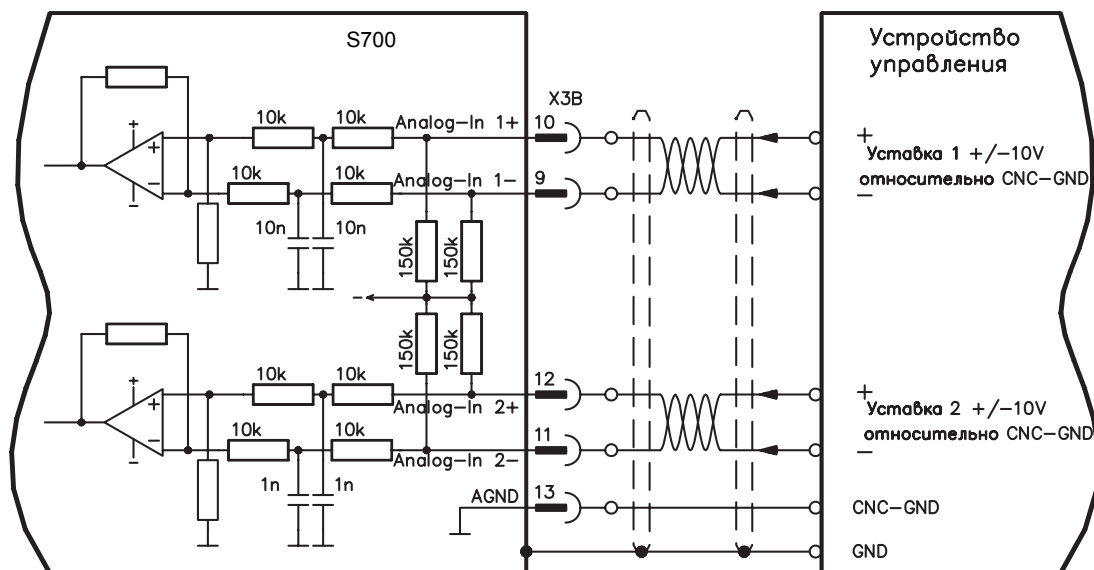 S700
Устройство
управления
X3B
10k
10k
Analog-In 1+
10
+
+
10k
10k
Analog-In 1-
9
Уставка 1 +/-10V
относительно CNC-GND
-
-
10n
10n
150k
150k
-
150k
150k
10k
10k
12
+
+
Analog-In 2+
Уставка 2 +/-10V
10k
10k
11
относительно CNC-GND
-
-
Analog-In 2-
1n
1n
AGND
13
CNC-GND
GND